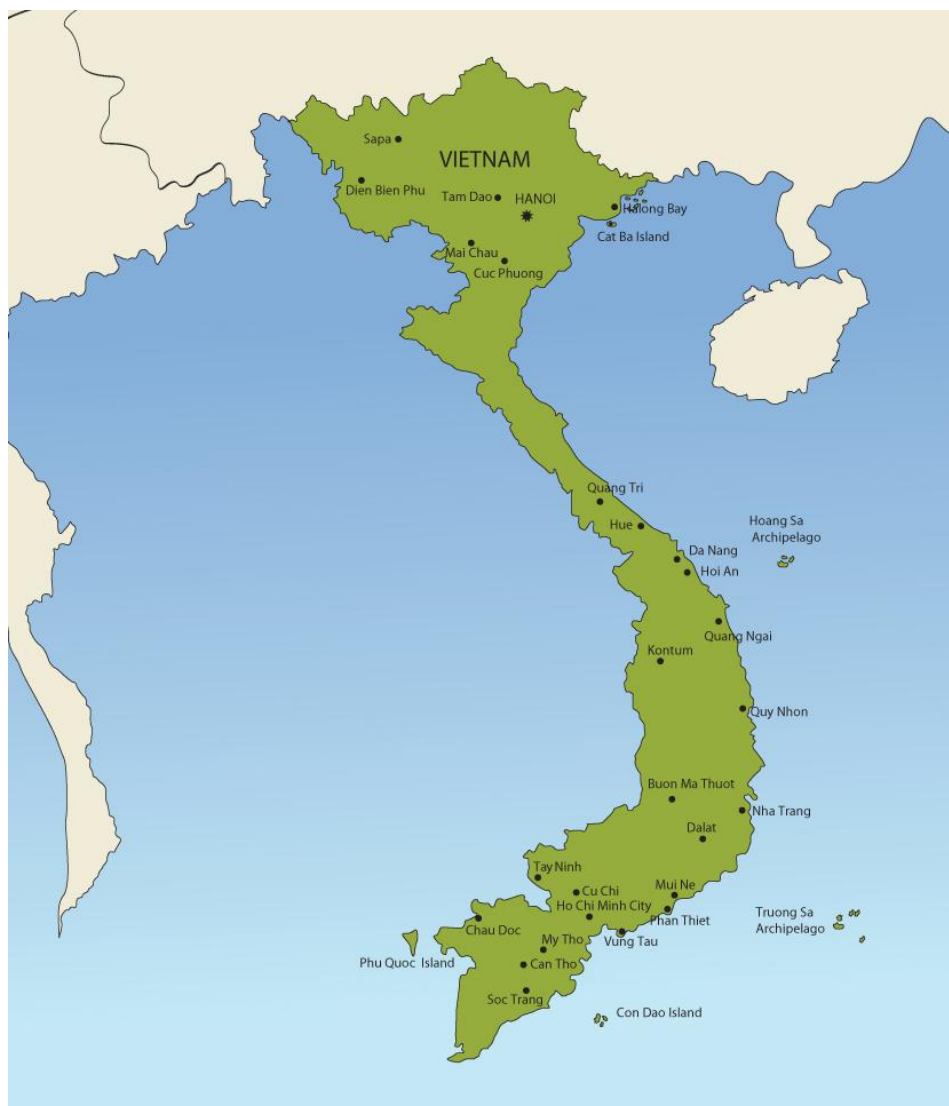 Sapa
VIETNAM
Dien Bien Phu
Tam Dao
HANOI
Halong Bay
Cat Ba Island
Mai Chau
Cuc Phuong
Quang Tri
Hue
Hoang Sa
Archipelago
Da Nang
Hoi An
Quang Ngai
Kontum
Quy Nhon
Buon Ma Thuot
Nha Trang
Dalat
Tay Ninh
Cu Chi
Mui Ne
Ho Chi Minh City
Phan Thiet
Truong Sa
Archipelago
Chau Doc
Vung Tau
My Tho
Phu Quoc Island
Can Tho
Soc Trang
Con Dao Island